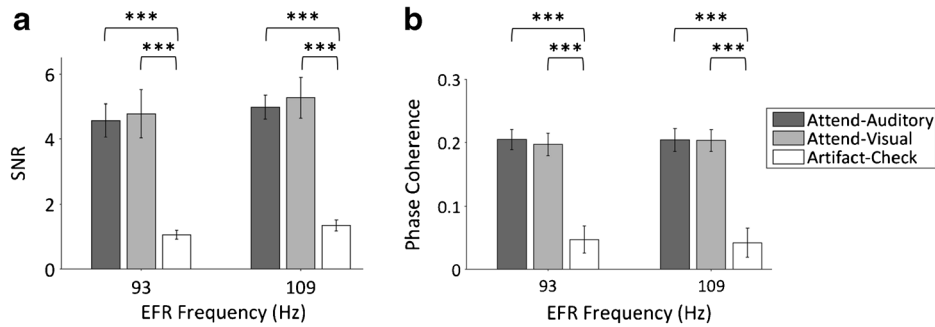 a
***
***
***
***
6
4
2
0
SNR
93
109
EFR Frequency (Hz)
b
***
***
***
***
0.3
0.2
0.1
0
Phase Coherence
93
109
EFR Frequency (Hz)
Attend-Auditory
Attend-Visual
Artifact-Check